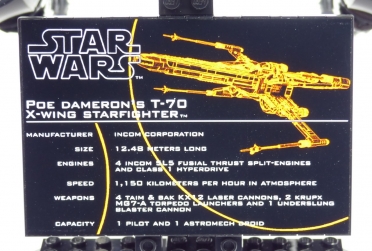 STAR
WARS™
POE DAMERON'S T-70
X-WING STARFIGHTER™
MANUFACTURER INCOM CORPORATION
SIZE 12.48 METERS LONG
ENGINES 4 INCOM 5L5 FUSIAL THRUST SPLIT-ENGINES
AND CLASS 1 HYPERDRIVE
SPEED 1,150 KILOMETERS PER HOUR IN ATMOSPHERE
WEAPONS 4 TAIM & BAK KX12 LASER CANNONS, 2 KRUPX
MG7-A TORPEDO LAUNCHERS AND 1 UNDERSLUNG
BLASTER CANNON
CAPACITY 1 PILOT AND 1 ASTROMECH DROID